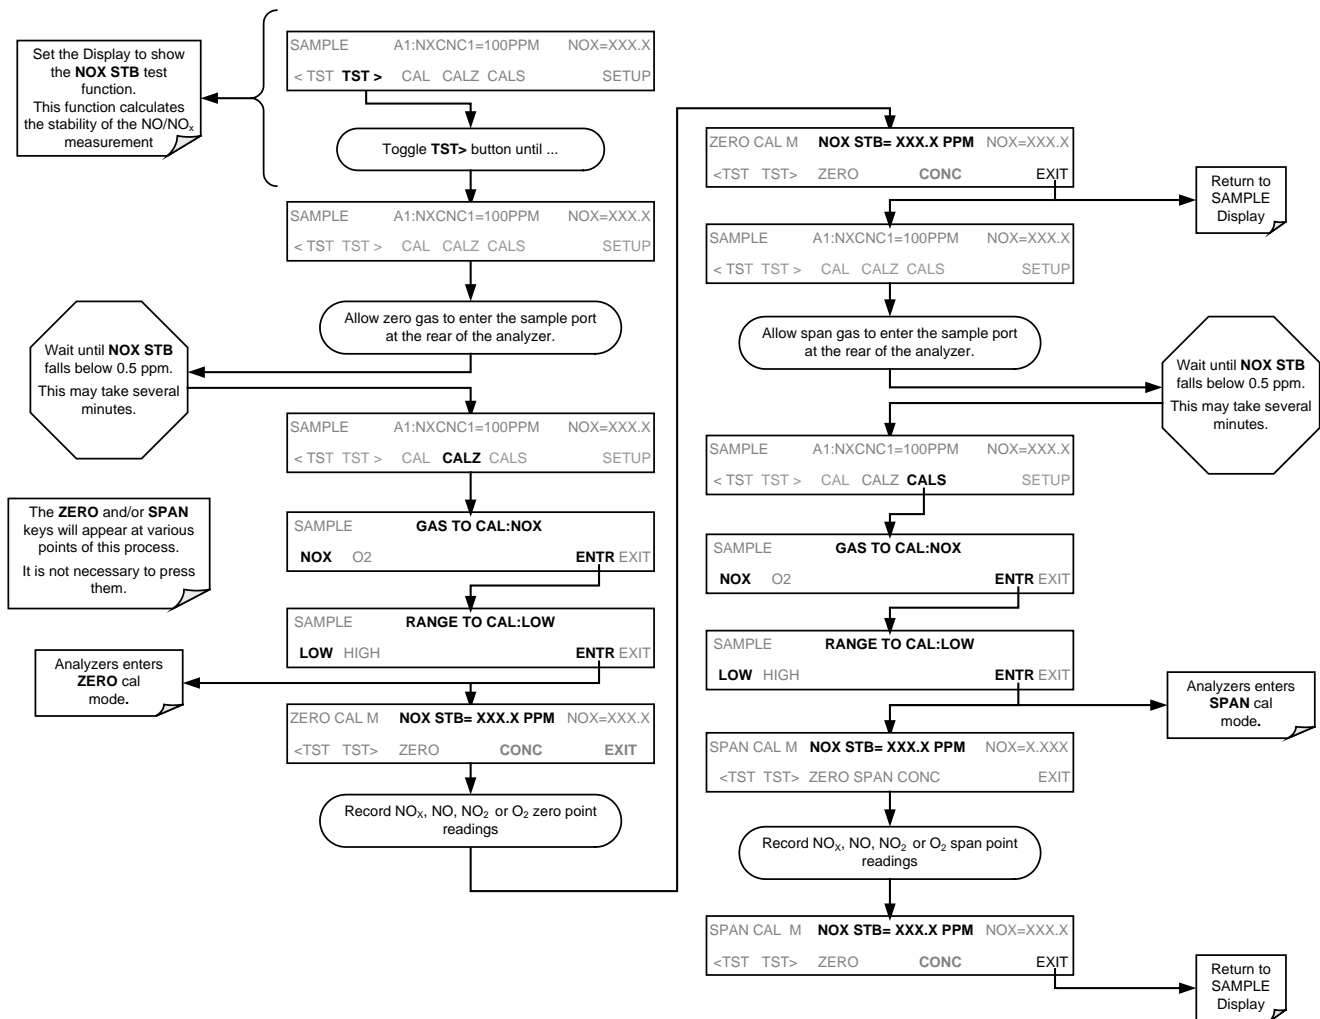 Set the Display to show
the NOX STB test
function.
This function calculates
the stability of the NO/NOx
measurement
SAMPLE A1:NXCNC1=100PPM NOX=XXX.X
< TST TST > CAL CALZ CALS SETUP
Toggle TST> button until ...
SAMPLE A1:NXCNC1=100PPM NOX=XXX.X
< TST TST > CAL CALZ CALS SETUP
Allow zero gas to enter the sample port
at the rear of the analyzer.
Wait until NOX STB
falls below 0.5 ppm.
This may take several
minutes.
SAMPLE A1:NXCNC1=100PPM NOX=XXX.X
< TST TST > CAL CALZ CALS SETUP
The ZERO and/or SPAN
keys will appear at various
points of this process.
It is not necessary to press
them.
SAMPLE GAS TO CAL:NOX
NOX O2 ENTR EXIT
SAMPLE RANGE TO CAL:LOW
LOW HIGH ENTR EXIT
Analyzers enters
ZERO cal
mode.
ZERO CAL M NOX STB= XXX.X PPM NOX=XXX.X
<TST TST> ZERO CONC EXIT
Record NOX, NO, NO2 or O2 zero point
readings
ZERO CAL M NOX STB= XXX.X PPM NOX=XXX.X
<TST TST> ZERO CONC EXIT
Return to
SAMPLE
Display
SAMPLE A1:NXCNC1=100PPM NOX=XXX.X
< TST TST > CAL CALZ CALS SETUP
Allow span gas to enter the sample port
at the rear of the analyzer.
Wait until NOX STB
falls below 0.5 ppm.
This may take several
minutes.
SAMPLE A1:NXCNC1=100PPM NOX=XXX.X
< TST TST > CAL CALZ CALS SETUP
SAMPLE GAS TO CAL:NOX
NOX O2 ENTR EXIT
SAMPLE RANGE TO CAL:LOW
LOW HIGH ENTR EXIT
Analyzers enters
SPAN cal
mode.
SPAN CAL M NOX STB= XXX.X PPM NOX=X.XXX
<TST TST> ZERO SPAN CONC EXIT
Record NOX, NO, NO2 or O2 span point
readings
SPAN CAL M NOX STB= XXX.X PPM NOX=XXX.X
<TST TST> ZERO CONC EXIT
Return to
SAMPLE
Display